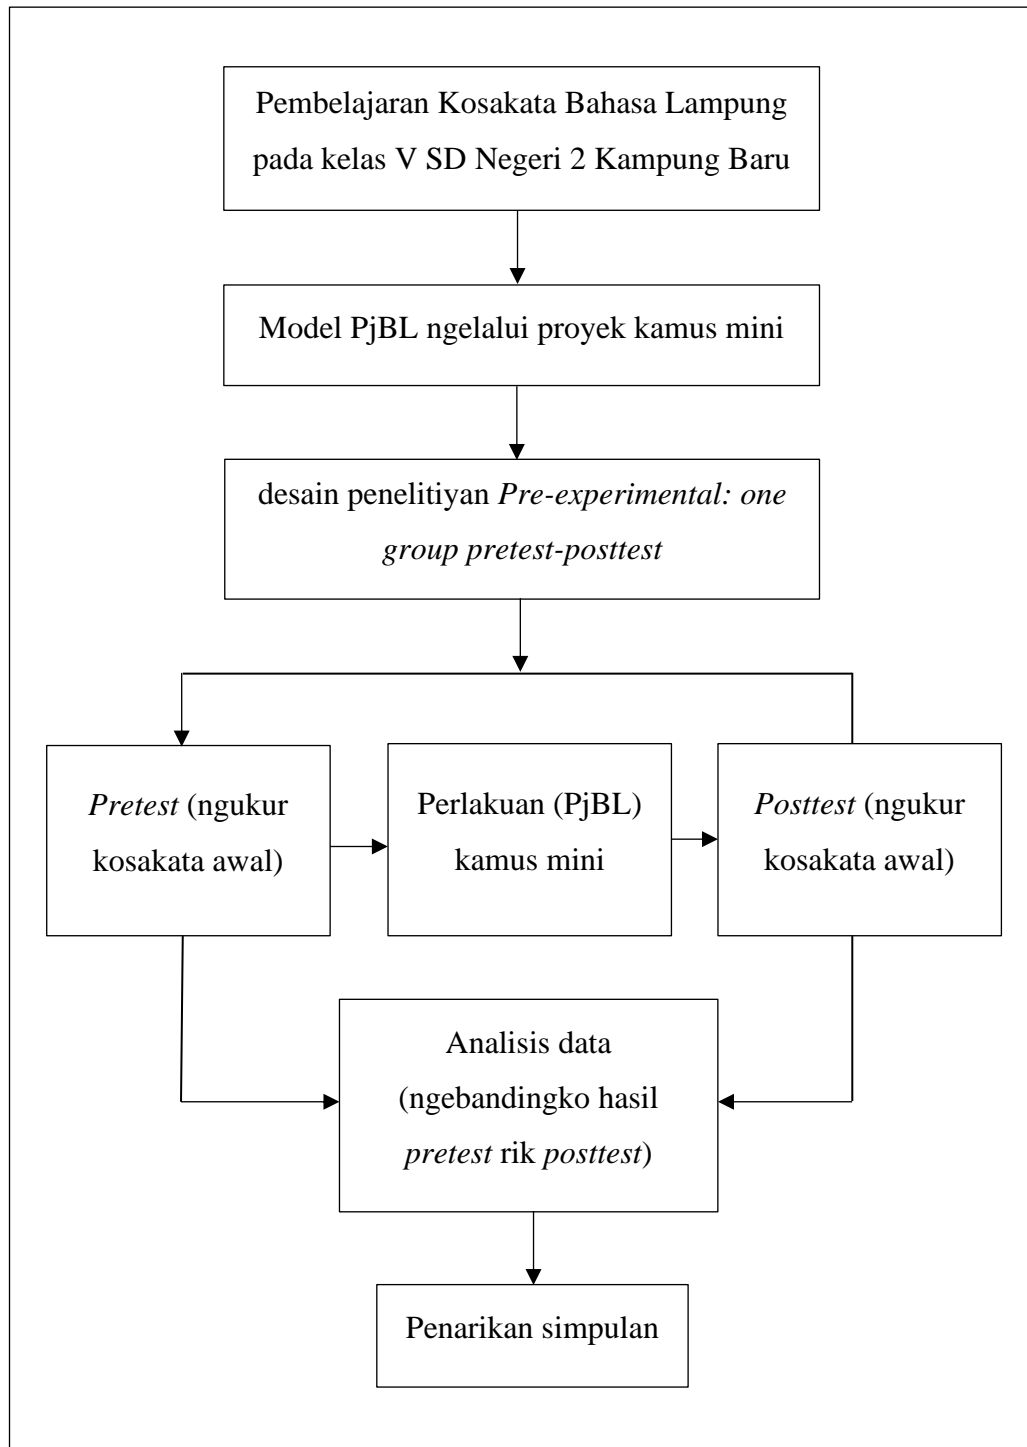 Pembelajaran Kosakata Bahasa Lampung
pada kelas V SD Negeri 2 Kampung Baru
Model PjBL ngelalui proyek kamus mini
desain penelitiyan Pre-experimental: one
group pretest-posttest
Pretest (ngukur
kosakata awal)
Perlakuan (PjBL)
kamus mini
Posttest (ngukur
kosakata awal)
Analisis data
(ngebandingko hasil
pretest rik posttest)
Penarikan simpulan